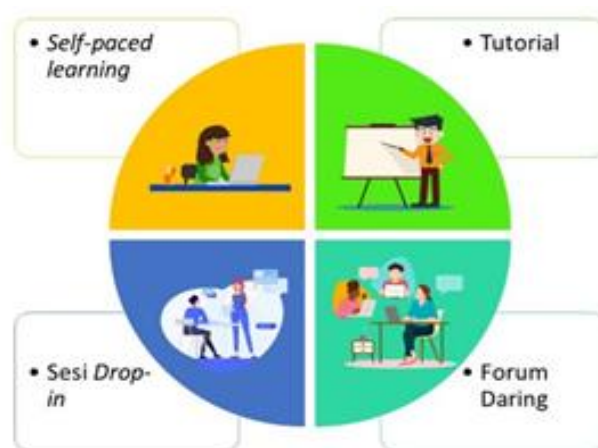 • Self-paced
learning
• Tutorial
• Sesi Drop-
in
• Forum
Daring